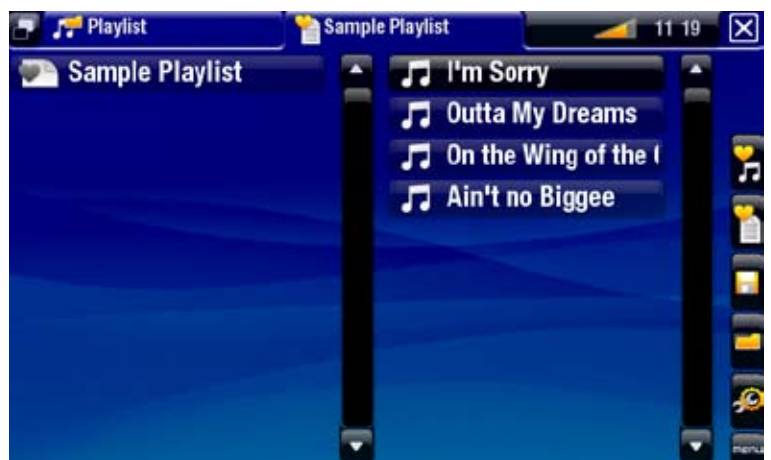 Playlist
Sample Playlist
11 19
Sample Playlist
I'm Sorry
Outta My Dreams
On the Wing of the
Ain't no Biggee
menu